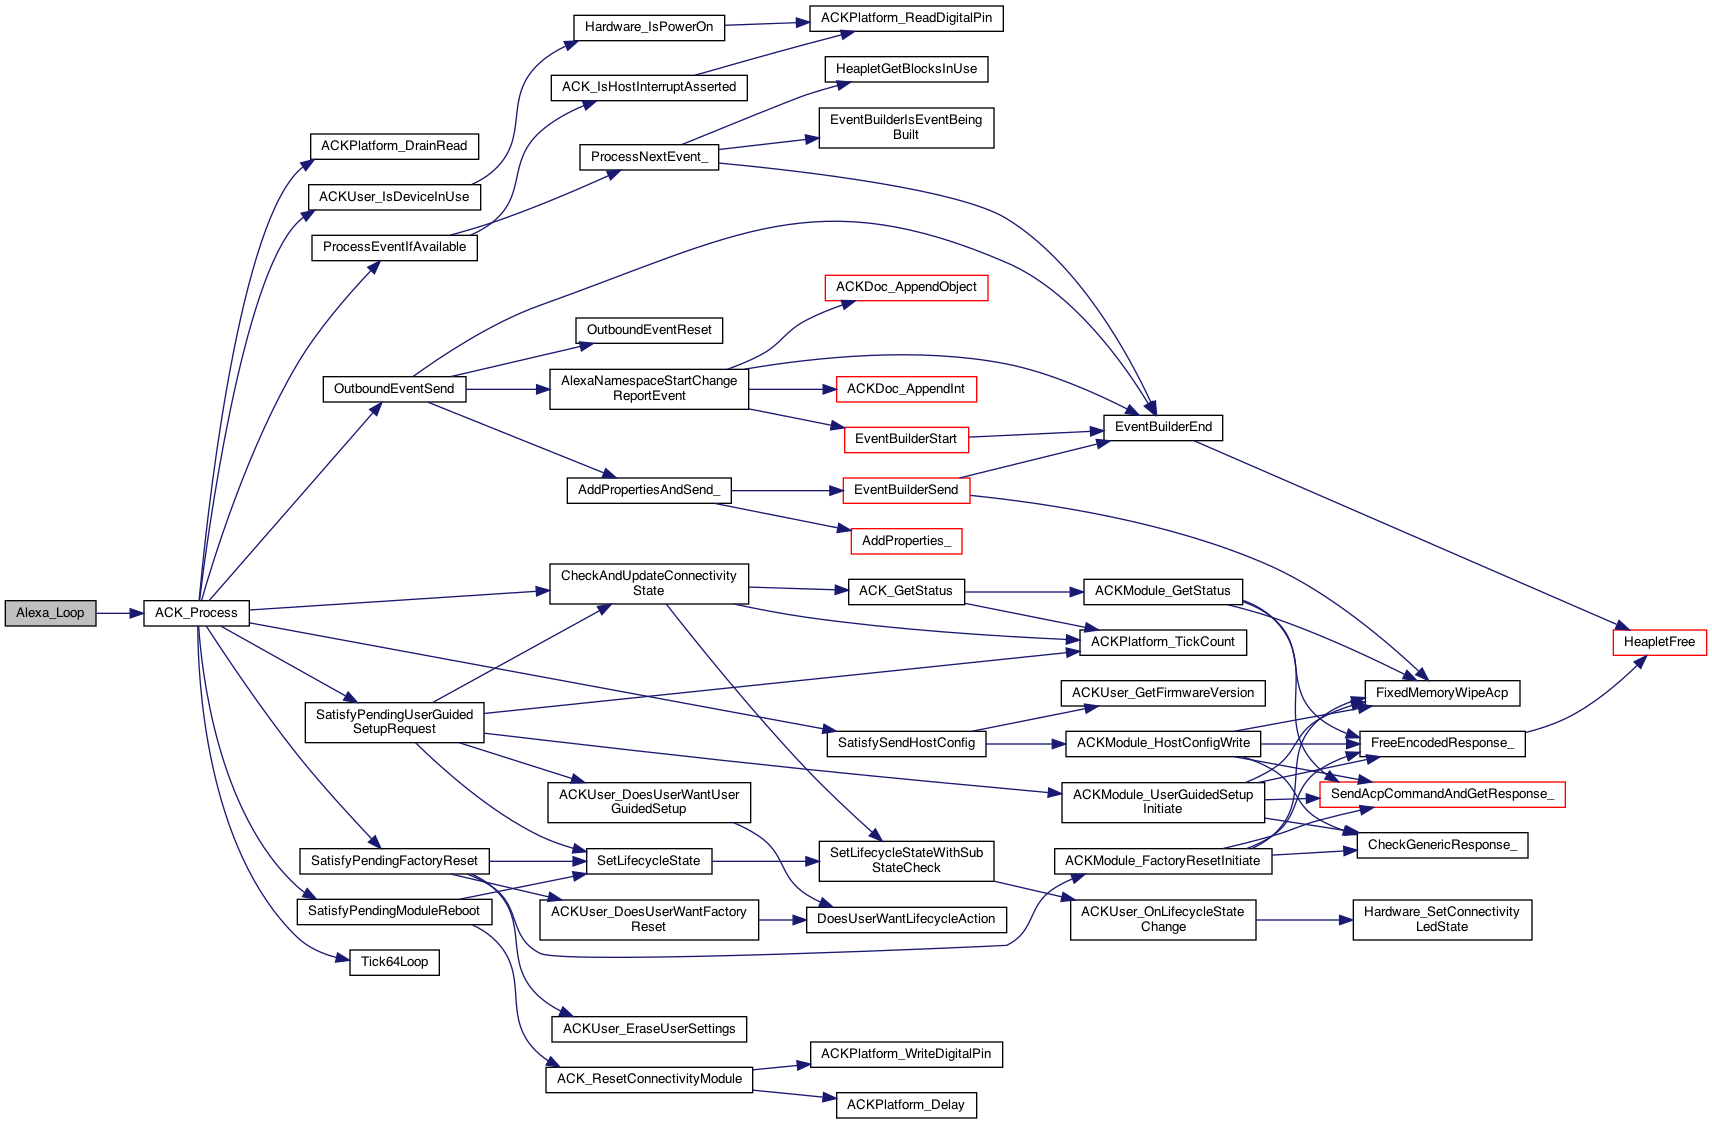 Hardware_IsPowerOn
ACKPlatform_ReadDigitalPin
HeapletGetBlocksInUse
ACK_IsHostInterruptAsserted
EventBuilderIsEventBeing
Built
ACKPlatform_DrainRead
ProcessNextEvent_
ACKUser_IsDeviceInUse
ProcessEventIfAvailable
ACKDoc_AppendObject
OutboundEventReset
OutboundEventSend
AlexaNamespaceStartChange
ReportEvent
ACKDoc_AppendInt
EventBuilderStart
EventBuilderEnd
AddPropertiesAndSend_
EventBuilderSend
AddProperties_
CheckAndUpdateConnectivity
State
ACK_GetStatus
ACKModule_GetStatus
Alexa_Loop
ACK_Process
ACKPlatform_TickCount
HeapletFree
ACKUser_GetFirmwareVersion
FixedMemoryWipeAcp
SatisfyPendingUserGuided
SetupRequest
SatisfySendHostConfig
ACKModule_HostConfigWrite
FreeEncodedResponse_
ACKUser_DoesUserWantUser
GuidedSetup
ACKModule_UserGuidedSetup
Initiate
SendAcpCommandAndGetResponse_
CheckGenericResponse_
SatisfyPendingFactoryReset
SetLifecycleState
SetLifecycleStateWithSub
StateCheck
ACKModule_FactoryResetInitiate
SatisfyPendingModuleReboot
ACKUser_DoesUserWantFactory
Reset
DoesUserWantLifecycleAction
ACKUser_OnLifecycleState
Change
Hardware_SetConnectivity
LedState
Tick64Loop
ACKUser_EraseUserSettings
ACKPlatform_WriteDigitalPin
ACK_ResetConnectivityModule
ACKPlatform_Delay